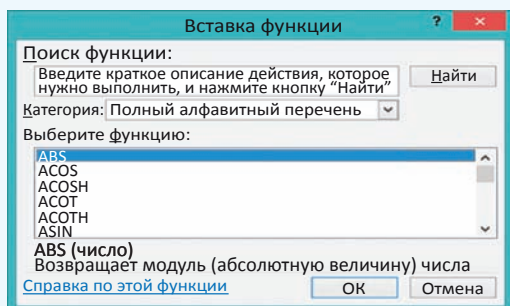 Вставка функции ? ×
Поиск функции:
Введите краткое описание действия, которое
нужно выполнить, и нажмите кнопку “Найти”
Найти
Категория: Полный алфавитный перечень
Выберите функцию:
ABS
ACOS
ACOSH
ACOT
ACOTH
ASIN
ABS (число)
Возвращает модуль (абсолютную величину) числа
Справка по этой функции
ОК Отмена